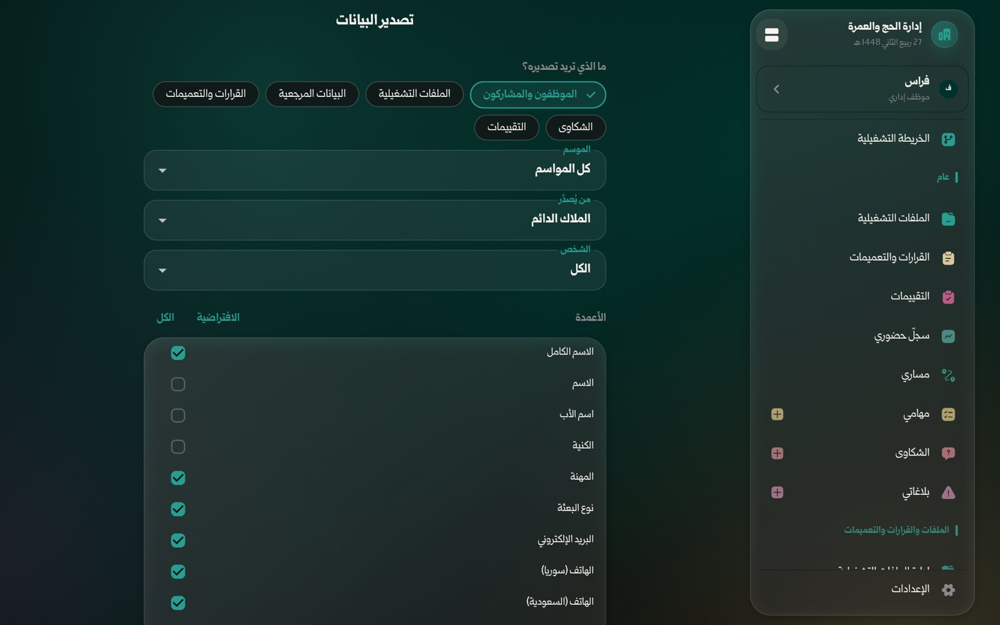 إدارة الحج والعمرة
27 ربيع الثاني 1448 هـ
ف
فراس
موظف إداري
الخريطة التشغيلية
عام
الملفات التشغيلية
القرارات والتعميمات
التقييمات
سجلّ حضوري
مساري
مهامي
الشكاوى
بلاغاتي
الملفات والقرارات والتعميمات
الإعدادات
تصدير البيانات
ما الذي تريد تصديره؟
الموظفون والمشاركون
الملفات التشغيلية
البيانات المرجعية
القرارات والتعميمات
الشكاوى
التقييمات
الموسم
كل المواسم
من يُصدَّر
الملاك الدائم
الشخص
الكل
الأعمدة
الافتراضية
الكل
الاسم الكامل
الاسم
اسم الأب
الكنية
المهنة
نوع البعثة
البريد الإلكتروني
الهاتف (سوريا)
الهاتف (السعودية)